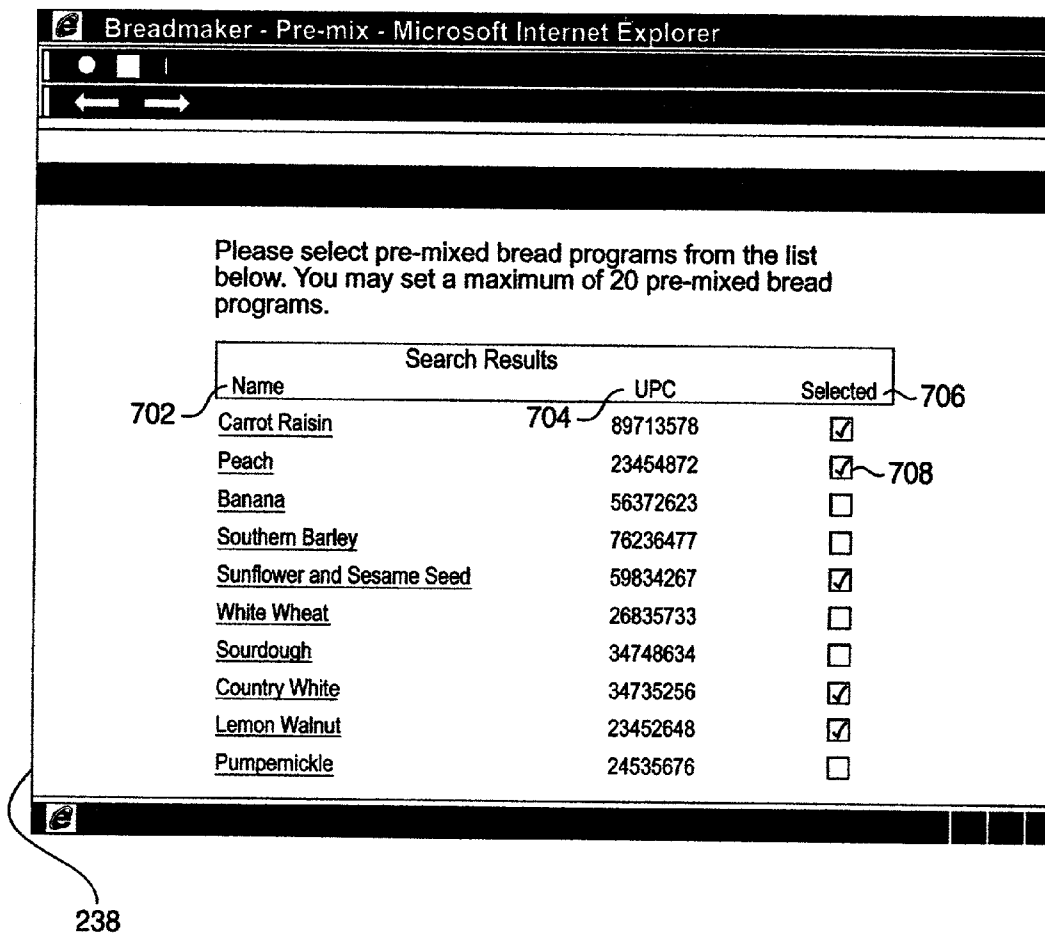 Breadmaker - Pre-mix - Microsoft Internet Explorer
Please select pre-mixed bread programs from the list
below. You may set a maximum of 20 pre-mixed bread
programs.
Search Results
702 Name 704 UPC Selected 706
Carrot Raisin 89713578
Peach 23454872 708
Banana 56372623
Southern Barley 76236477
Sunflower and Sesame Seed 59834267
White Wheat 26835733
Sourdough 34748634
Country White 34735256
Lemon Walnut 23452648
Pumpernickle 24535676
238